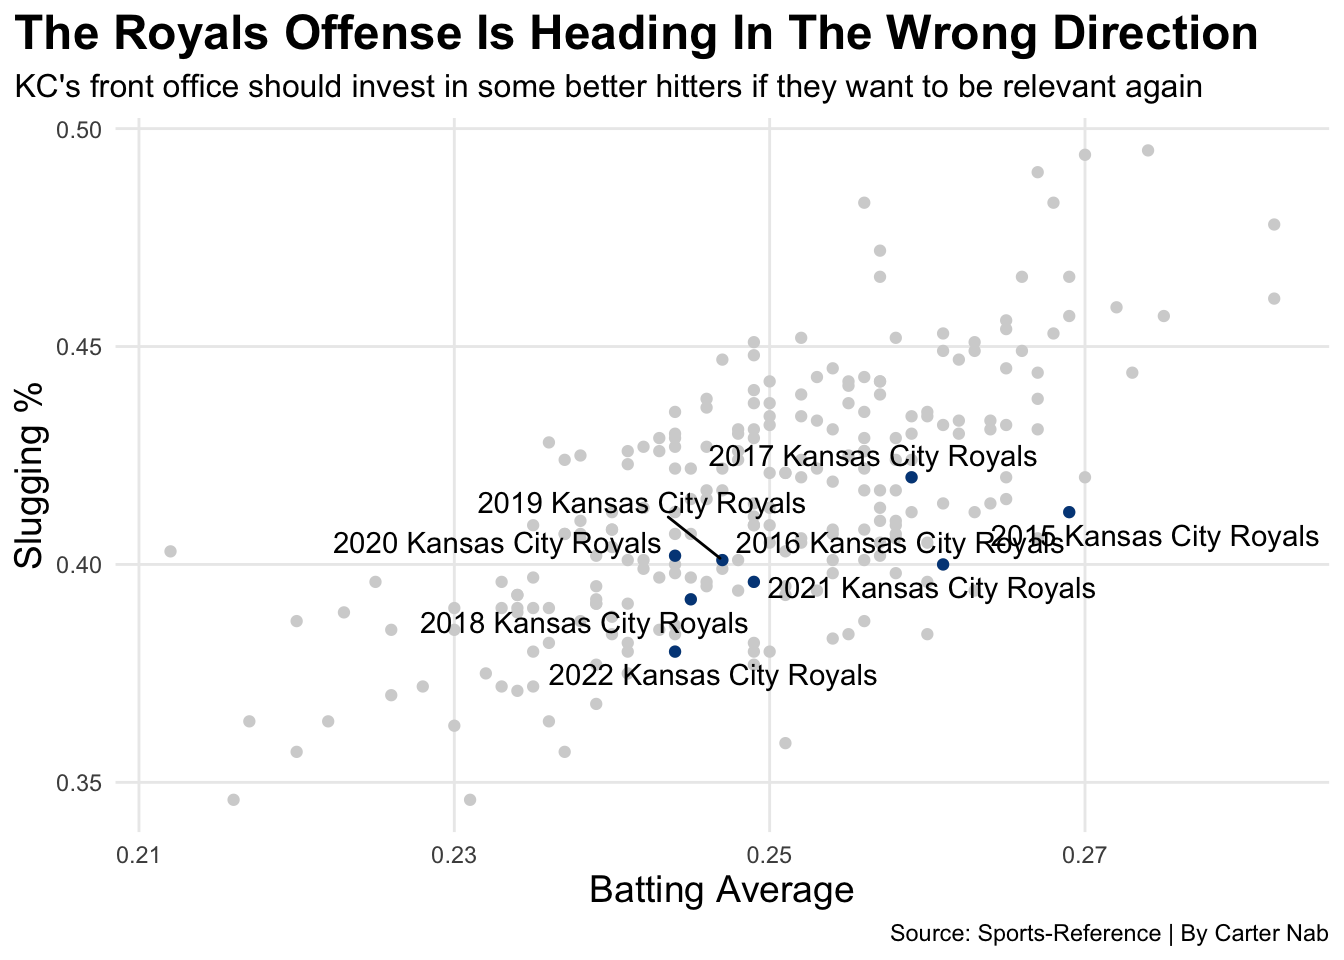 The Royals Offense Is Heading In The Wrong Direction
KC's front office should invest in some better hitters if they want to be relevant again
0.50
0.45
0.40
0.35
Slugging %
2017 Kansas City Royals
2019 Kansas City Royals
2015 Kansas City Royals
2020 Kansas City Royals
2016 Kansas City Royals
2021 Kansas City Royals
2018 Kansas City Royals
2022 Kansas City Royals
0.21
0.23
0.25
0.27
Batting Average
Source: Sports-Reference | By Carter Nab